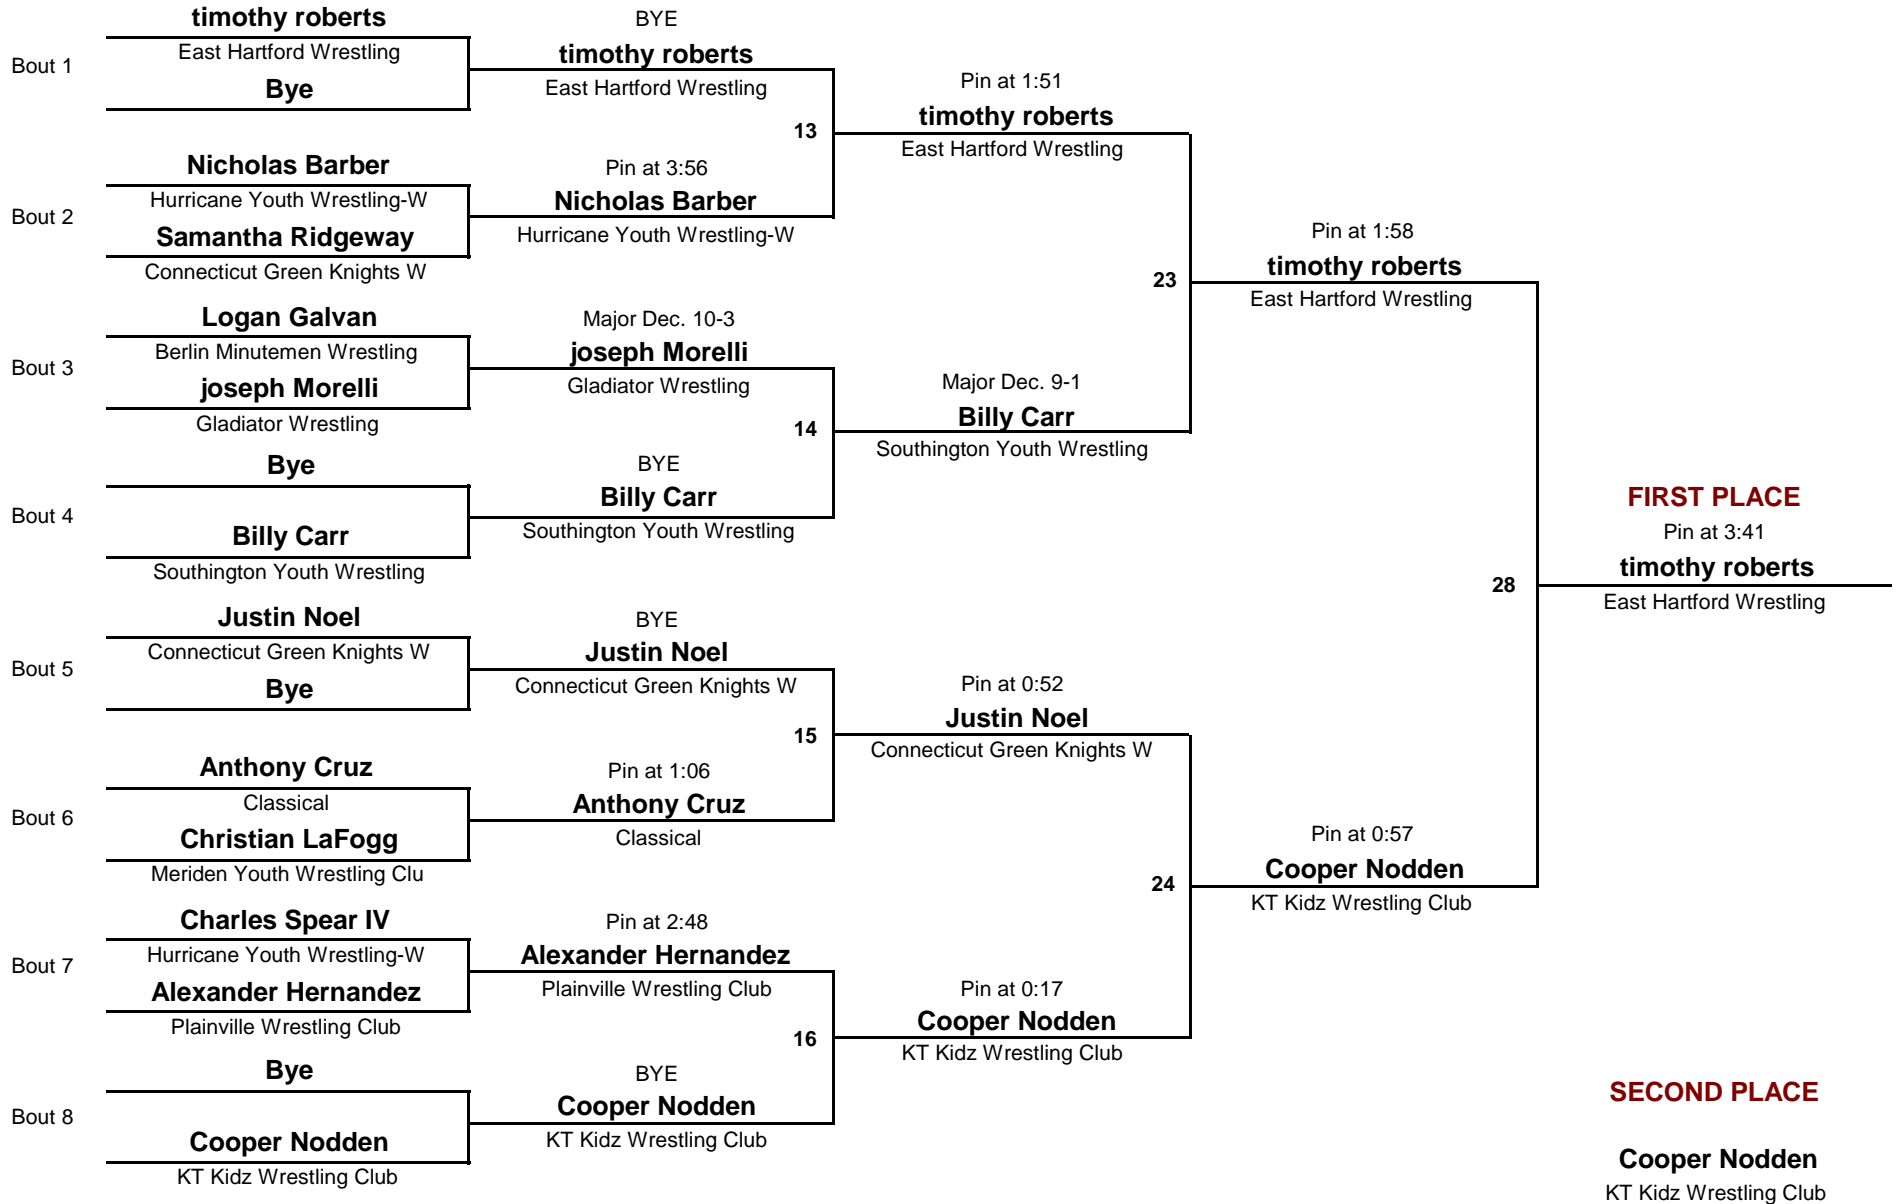 timothy roberts
East Hartford Wrestling
Bout 1
Bye
Nicholas Barber
Hurricane Youth Wrestling-W
Bout 2
Samantha Ridgeway
Connecticut Green Knights W
Logan Galvan
Berlin Minutemen Wrestling
Bout 3
joseph Morelli
Gladiator Wrestling
Bye
Bout 4
Billy Carr
Southington Youth Wrestling
Justin Noel
Connecticut Green Knights W
Bout 5
Bye
Anthony Cruz
Classical
Bout 6
Christian LaFogg
Meriden Youth Wrestling Clu
Charles Spear IV
Hurricane Youth Wrestling-W
Bout 7
Alexander Hernandez
Plainville Wrestling Club
Bye
Bout 8
Cooper Nodden
KT Kidz Wrestling Club
BYE
timothy roberts
East Hartford Wrestling
13
Pin at 3:56
Nicholas Barber
Hurricane Youth Wrestling-W
Major Dec. 10-3
joseph Morelli
Gladiator Wrestling
14
BYE
Billy Carr
Southington Youth Wrestling
BYE
Justin Noel
Connecticut Green Knights W
15
Pin at 1:06
Anthony Cruz
Classical
Pin at 2:48
Alexander Hernandez
Plainville Wrestling Club
16
BYE
Cooper Nodden
KT Kidz Wrestling Club
Pin at 1:51
timothy roberts
East Hartford Wrestling
23
Major Dec. 9-1
Billy Carr
Southington Youth Wrestling
Pin at 0:52
Justin Noel
Connecticut Green Knights W
24
Pin at 0:17
Cooper Nodden
KT Kidz Wrestling Club
Pin at 1:58
timothy roberts
East Hartford Wrestling
28
Pin at 0:57
Cooper Nodden
KT Kidz Wrestling Club
FIRST PLACE
Pin at 3:41
timothy roberts
East Hartford Wrestling
SECOND PLACE
Cooper Nodden
KT Kidz Wrestling Club